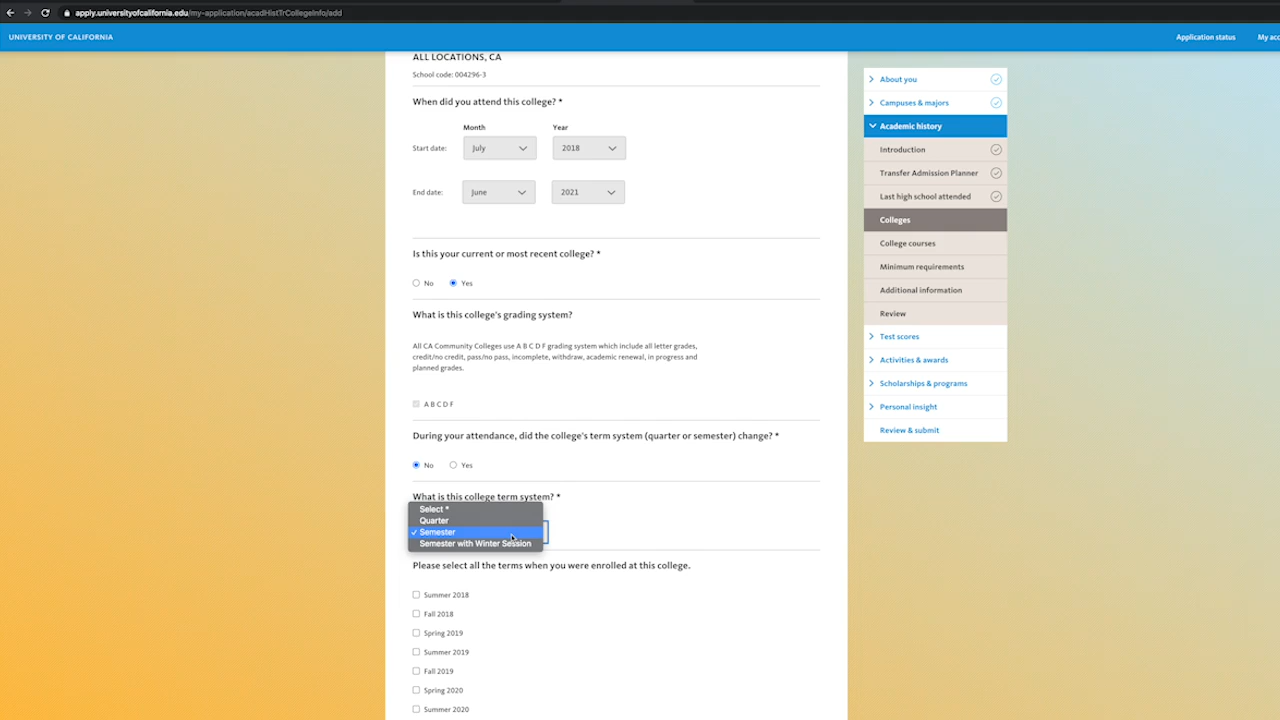 apply.universityofcalifornia.edu/my-application/acadHistTrCollegeInfo/add
UNIVERSITY OF CALIFORNIA
Application status
My acc
ALL LOCATIONS, CA
School code: 004296-3
When did you attend this college? *
Month Year
Start date: July 2018
End date: June 2021
Is this your current or most recent college? *
No Yes
What is this college's grading system?
All CA Community Colleges use A B C D F grading system which include all letter grades,
credit/no credit, pass/no pass, incomplete, withdraw, academic renewal, in progress and
planned grades.
A B C D F
During your attendance, did the college's term system (quarter or semester) change? *
No Yes
What is this college term system? *
Select *
Quarter
✓ Semester
Semester with Winter Session
Please select all the terms when you were enrolled at this college.
Summer 2018
Fall 2018
Spring 2019
Summer 2019
Fall 2019
Spring 2020
Summer 2020
About you
Campuses & majors
Academic history
Introduction
Transfer Admission Planner
Last high school attended
Colleges
College courses
Minimum requirements
Additional information
Review
Test scores
Activities & awards
Scholarships & programs
Personal insight
Review & submit